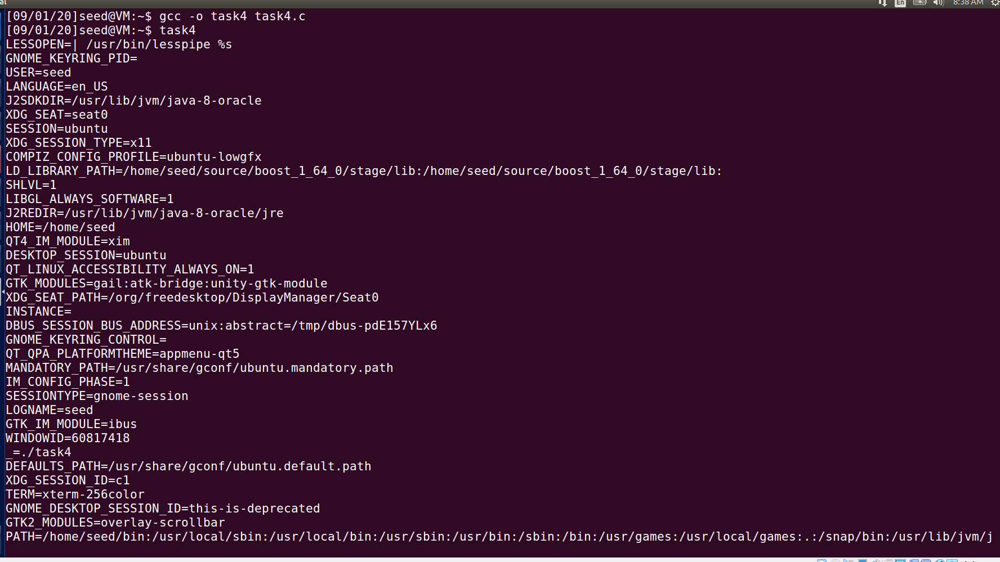 al
En
8:38 AM
[09/01/20]seed@VM:~$ gcc -o task4 task4.c
[09/01/20]seed@VM:~$ task4
LESSOPEN=| /usr/bin/lesspipe %s
GNOME_KEYRING_PID=
USER=seed
LANGUAGE=en_US
J2SDKDIR=/usr/lib/jvm/java-8-oracle
XDG_SEAT=seat0
SESSION=ubuntu
XDG_SESSION_TYPE=x11
COMPIZ_CONFIG_PROFILE=ubuntu-lowgfx
LD_LIBRARY_PATH=/home/seed/source/boost_1_64_0/stage/lib:/home/seed/source/boost_1_64_0/stage/lib:
SHLVL=1
LIBGL_ALWAYS_SOFTWARE=1
J2REDIR=/usr/lib/jvm/java-8-oracle/jre
HOME=/home/seed
QT4_IM_MODULE=xim
DESKTOP_SESSION=ubuntu
QT_LINUX_ACCESSIBILITY_ALWAYS_ON=1
GTK_MODULES=gail:atk-bridge:unity-gtk-module
XDG_SEAT_PATH=/org/freedesktop/DisplayManager/Seat0
INSTANCE=
DBUS_SESSION_BUS_ADDRESS=unix:abstract=/tmp/dbus-pdE157YLx6
GNOME_KEYRING_CONTROL=
QT_QPA_PLATFORMTHEME=appmenu-qt5
MANDATORY_PATH=/usr/share/gconf/ubuntu.mandatory.path
IM_CONFIG_PHASE=1
SESSIONTYPE=gnome-session
LOGNAME=seed
GTK_IM_MODULE=ibus
WINDOWID=60817418
_=./task4
DEFAULTS_PATH=/usr/share/gconf/ubuntu.default.path
XDG_SESSION_ID=c1
TERM=xterm-256color
GNOME_DESKTOP_SESSION_ID=this-is-deprecated
GTK2_MODULES=overlay-scrollbar
PATH=/home/seed/bin:/usr/local/sbin:/usr/local/bin:/usr/sbin:/usr/bin:/sbin:/bin:/usr/games:/usr/local/games:.:/snap/bin:/usr/lib/jvm/j